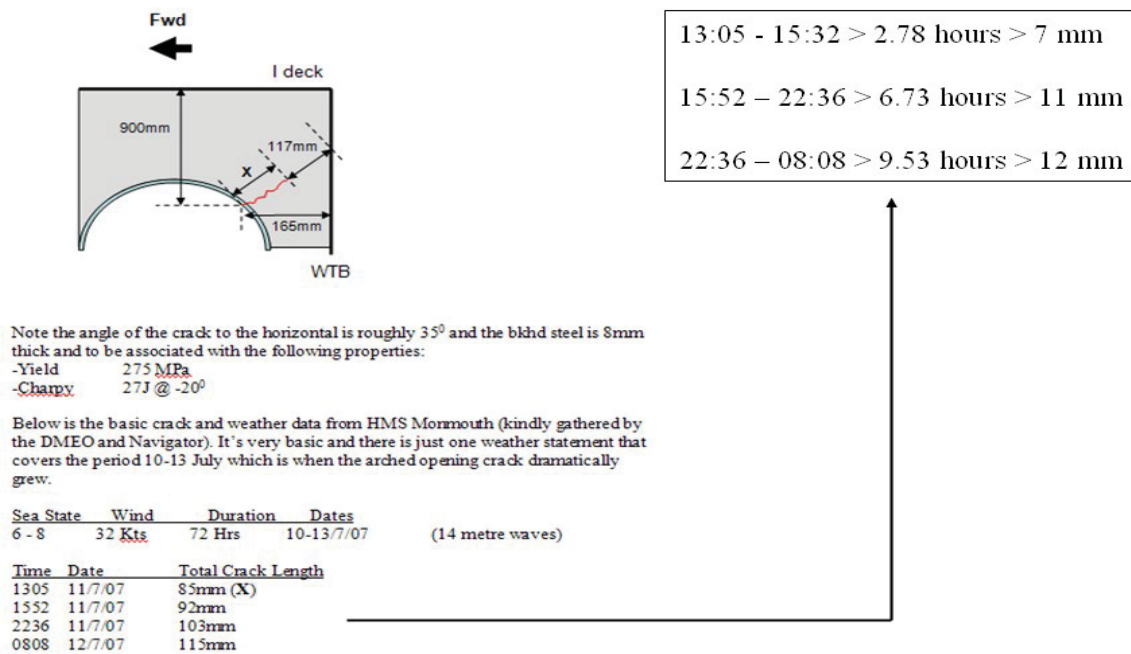 Fwd
I deck
900mm
117mm
X
165mm
WTB
13:05 - 15:32 > 2.78 hours > 7 mm
15:52 – 22:36 > 6.73 hours > 11 mm
22:36 – 08:08 > 9.53 hours > 12 mm
Note the angle of the crack to the horizontal is roughly 35⁰ and the bkhd steel is 8mm
thick and to be associated with the following properties:
-Yield 275 MPa
-Charpy 27J @ -20⁰
Below is the basic crack and weather data from HMS Monmouth (kindly gathered by
the DMEO and Navigator). It’s very basic and there is just one weather statement that
covers the period 10-13 July which is when the arched opening crack dramatically
grew.
Sea State Wind Duration Dates
6 - 8 32 Kts 72 Hrs 10-13/7/07 (14 metre waves)
Time Date Total Crack Length
1305 11/7/07 85mm (X)
1552 11/7/07 92mm
2236 11/7/07 103mm
0808 12/7/07 115mm